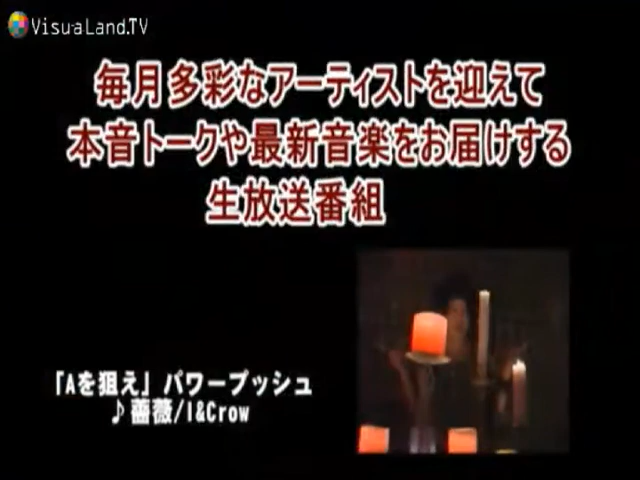 VisuaLand.TV
毎月多彩なアーティストを迎えて
本音トークや最新音楽をお届けする
生放送番組
「Aを狙え」パワープッシュ
♪薔薇/I&Crow